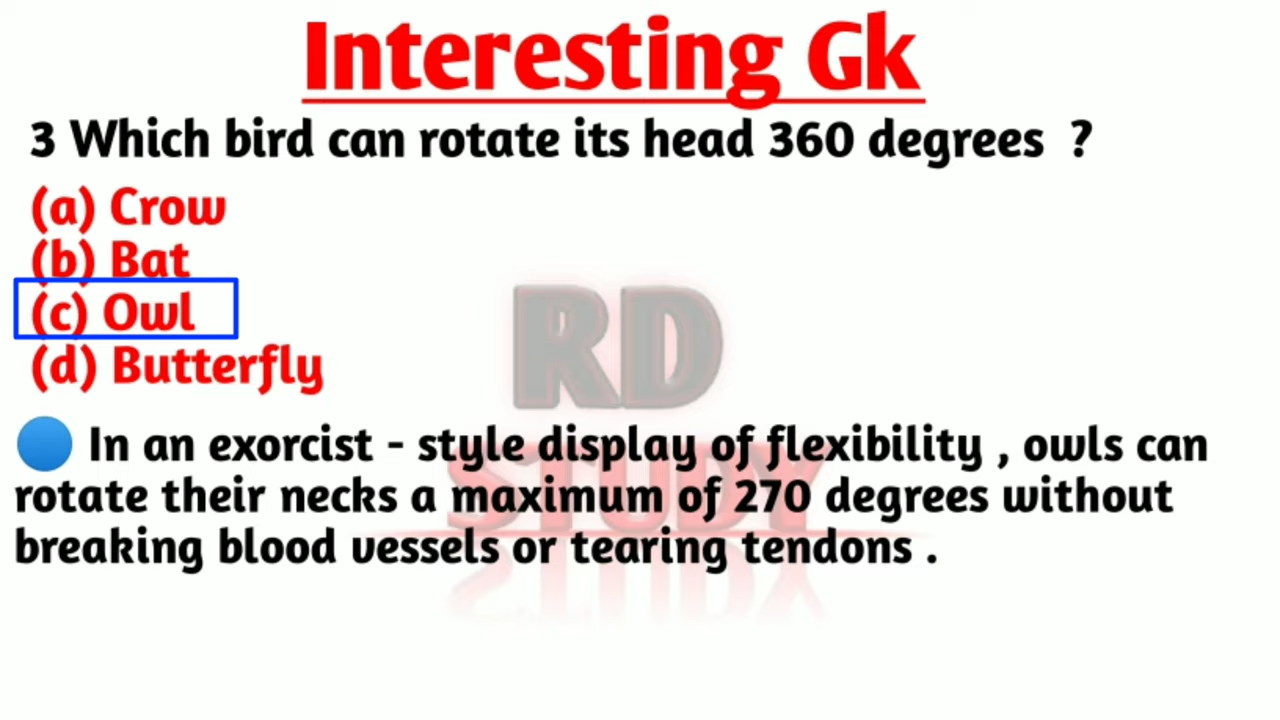 Interesting Gk
3 Which bird can rotate its head 360 degrees ?
(a) Crow
(b) Bat
(c) Owl
(d) Butterfly
RD
STUDY
In an exorcist - style display of flexibility , owls can
rotate their necks a maximum of 270 degrees without
breaking blood vessels or tearing tendons .